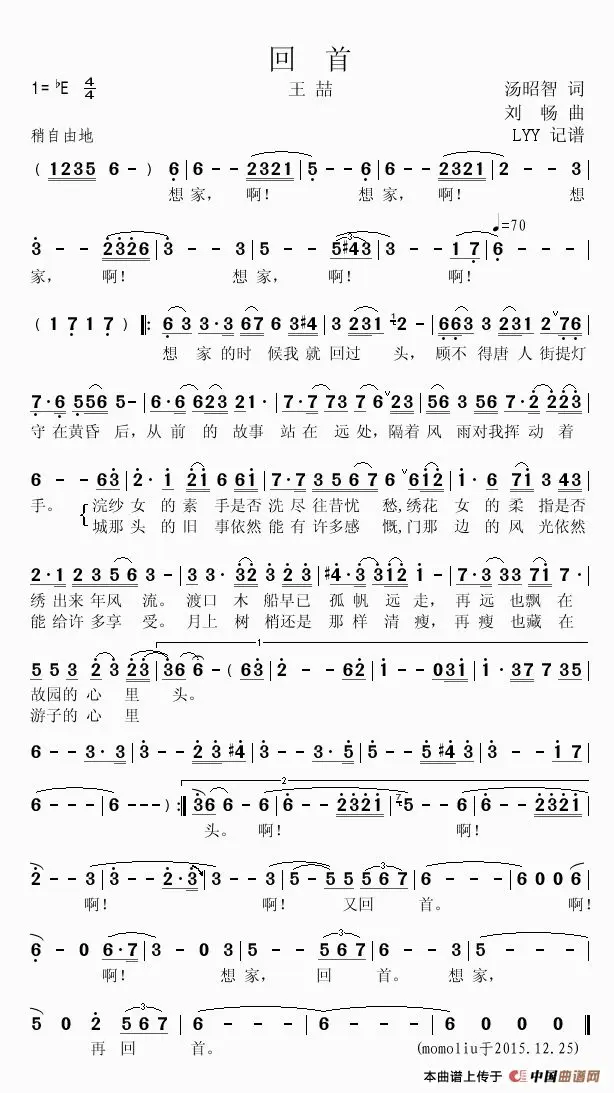 回 首
1=♭E 4/4
王 喆
汤昭智 词
刘 畅 曲
稍自由地
LYY 记谱
(1235 6 - ) 6 | 6 - - 2321 | 5 - - 6 | 6 - - 2321 | 2 - - 3 |
想家, 啊! 想家, 啊! 想
♩=70
3 - - 2326 | 3 - - 3 | 5 - - 5#43 | 3 - - 1 7 | 6 - - -
家, 啊! 想家, 啊! 啊!
(1 7 1 7) |: 6 3 3·3 67 6 3#4 | 3 231 2 - | 663 3 231 2 76 |
想 家的时 候我就回过 头, 顾不 得唐人街提灯
7·6 556 5 - | 6·6 6623 21· | 7·7 73 7 6 23 | 56 3 56 7·2 223 |
守在黄昏 后,从前的 故事 站在 远处,隔着风 雨对我挥 动着
6 - - 63 | 2· 1 21 6 61 | 7·7 3567 6 612 | 1·6 71 3 43 |
手。 浣纱女 的素 手是否洗尽往昔忧 愁,绣花 女 的柔 指是否
城那头 的旧 事依然能有许多感 慨,门那 边 的风 光依然
2·1 2356 3 - | 3·3 32 3 23 | #4·3 312 2 - | 7·3 33 71 7 |
绣出来年风 流。渡口 木 船早已 孤帆 远走, 再远 也飘 在
能给许多享 受。月上 树 梢还是 那样 清瘦, 再瘦 也藏 在
1
5 5 3 2 3 23 | 36 6 - (63 | 2 - - 62 | 1 - - 031 | 1·37 735 |
故园的 心 里 头。
游子的 心 里
6 - - 3·3 | 3 - - 23 #4 | 3 - - 3·5 | 5 - - 5 #43 | 3 - - 1 7 |
2
6 - - - | 6 - - - ) :| 36 6 - 6 | 6 - - 2321 | 5 - - 6 | 6 - - 2321 |
头。 啊! 啊!
2 - - 3 | 3 - - 2·3 | 3 - - 3 | 5 - 5 5 567 | 6 - - - | 6 0 0 6 |
啊! 啊! 又回 首。 啊!
6 - 0 6·7 | 3 - - 3 | 3 - 0 3 | 5 - - 567 | 6 - - 3 | 5 - - - |
啊! 想家, 回 首。 想家,
5 0 2 567 | 6 - - - | 6 - - - | 6 - - - ‖
再回 首。
(momoliu于2015.12.25)
本曲谱上传于 中国曲谱网